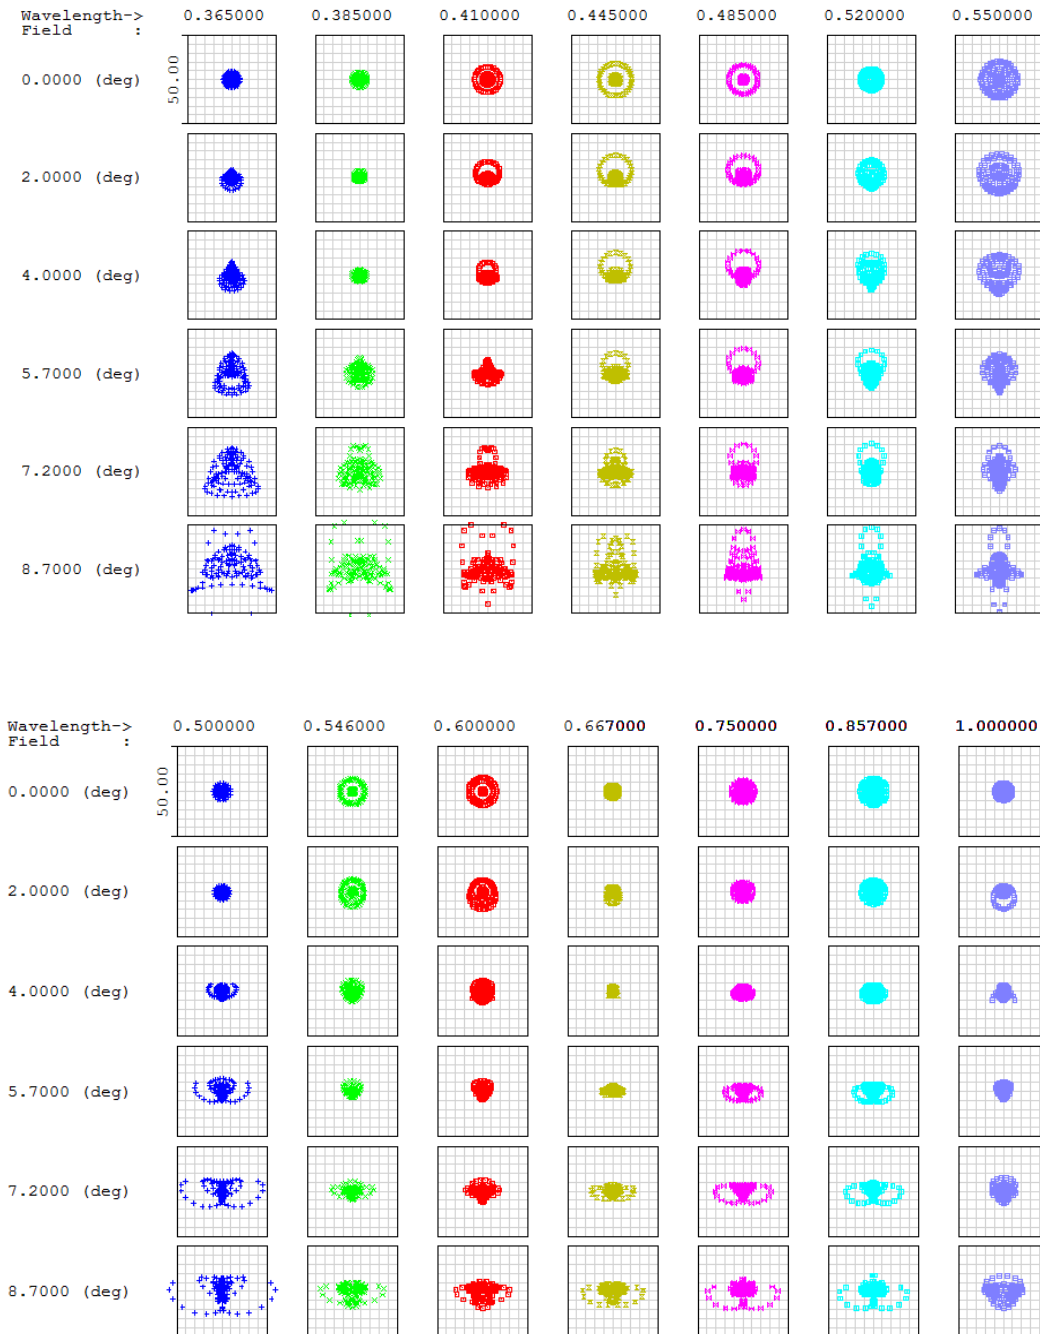 Wavelength-> 0.365000 0.385000 0.410000 0.445000 0.485000 0.520000 0.550000
Field :
50.00
0.0000 (deg)
2.0000 (deg)
4.0000 (deg)
5.7000 (deg)
7.2000 (deg)
8.7000 (deg)
Wavelength-> 0.500000 0.546000 0.600000 0.667000 0.750000 0.857000 1.000000
Field :
50.00
0.0000 (deg)
2.0000 (deg)
4.0000 (deg)
5.7000 (deg)
7.2000 (deg)
8.7000 (deg)